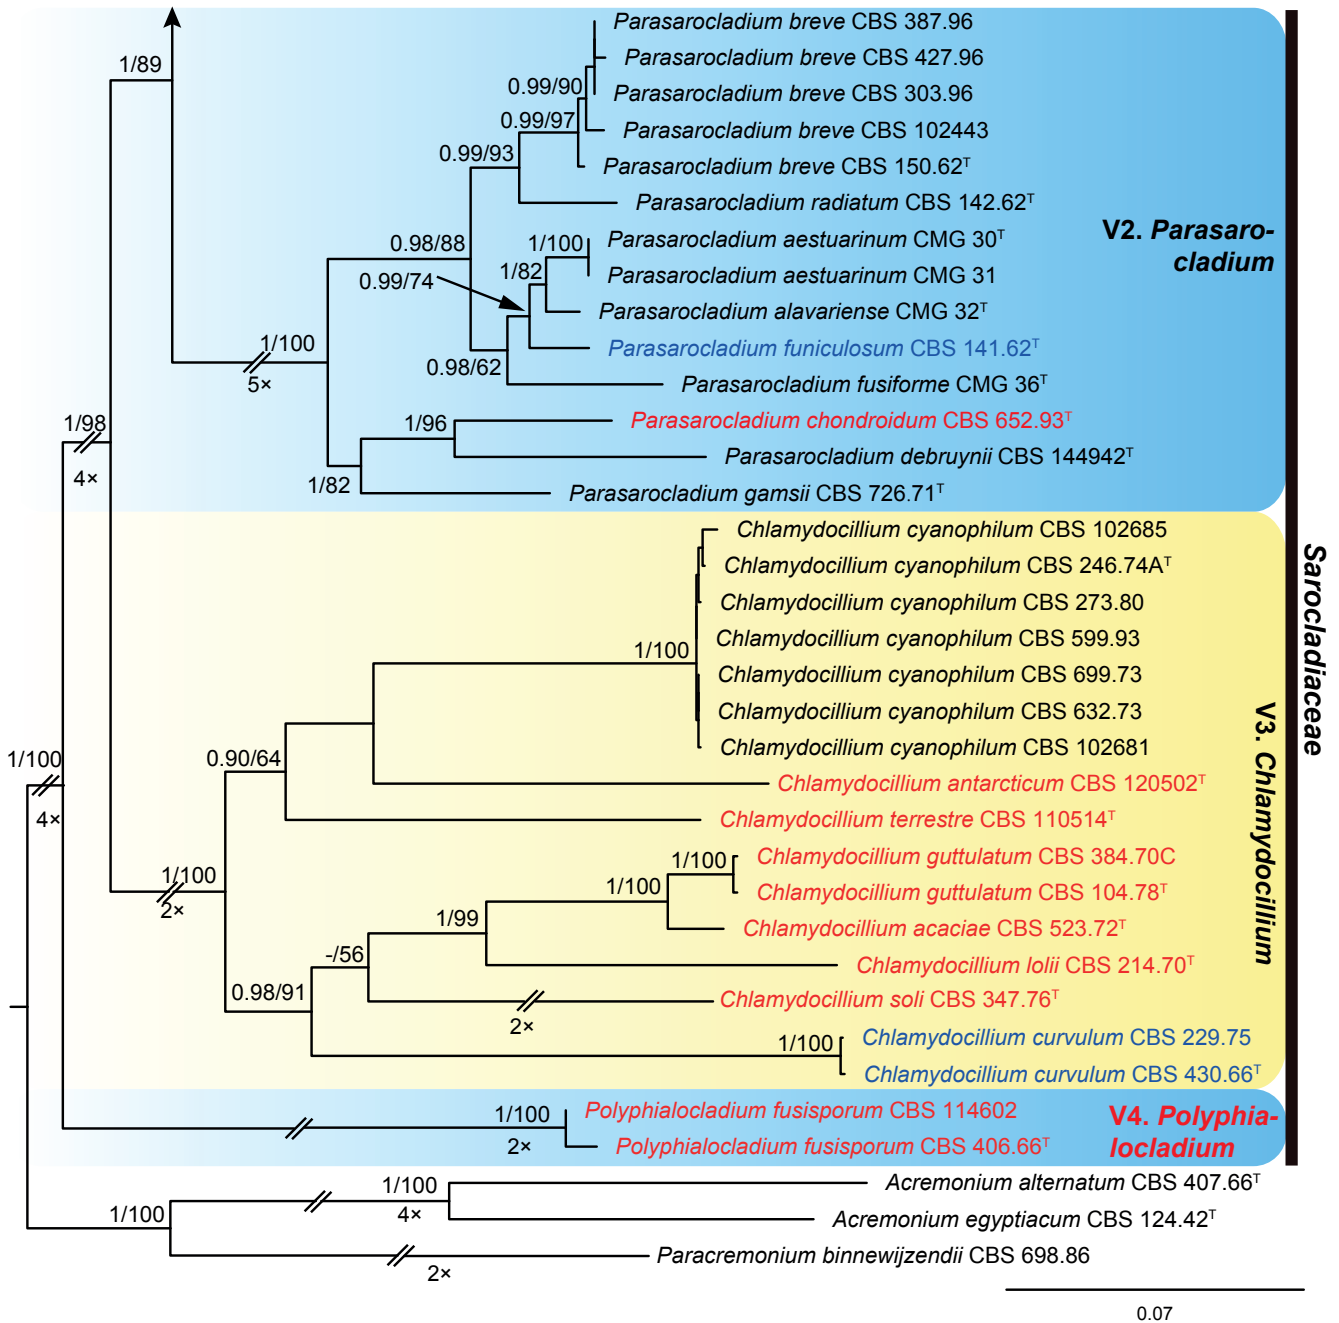 Parasarocladium breve CBS 387.96
1/89
Parasarocladium breve CBS 427.96
0.99/90
Parasarocladium breve CBS 303.96
0.99/97
Parasarocladium breve CBS 102443
0.99/93
Parasarocladium breve CBS 150.62ᵀ
Parasarocladium radiatum CBS 142.62ᵀ
V2. Parasaro-
cladium
0.98/88
1/100
Parasarocladium aestuarinum CMG 30ᵀ
0.99/74
1/82
Parasarocladium aestuarinum CMG 31
Parasarocladium alavariense CMG 32ᵀ
1/100
5×
Parasarocladium funiculosum CBS 141.62ᵀ
0.98/62
Parasarocladium fusiforme CMG 36ᵀ
1/98
4×
1/96
Parasarocladium chondroidum CBS 652.93ᵀ
Parasarocladium debruynii CBS 144942ᵀ
1/82
Parasarocladium gamsii CBS 726.71ᵀ
Chlamydocillium cyanophilum CBS 102685
Chlamydocillium cyanophilum CBS 246.74Aᵀ
Chlamydocillium cyanophilum CBS 273.80
Chlamydocillium cyanophilum CBS 599.93
1/100
Chlamydocillium cyanophilum CBS 699.73
Chlamydocillium cyanophilum CBS 632.73
Chlamydocillium cyanophilum CBS 102681
Sarocladiaceae
V3. Chlamydocillium
1/100
4×
0.90/64
Chlamydocillium antarcticum CBS 120502ᵀ
Chlamydocillium terrestre CBS 110514ᵀ
1/100
2×
1/100
Chlamydocillium guttulatum CBS 384.70C
1/100
Chlamydocillium guttulatum CBS 104.78ᵀ
1/99
Chlamydocillium acaciae CBS 523.72ᵀ
-/56
Chlamydocillium lolii CBS 214.70ᵀ
0.98/91
2×
Chlamydocillium soli CBS 347.76ᵀ
1/100
Chlamydocillium curvulum CBS 229.75
Chlamydocillium curvulum CBS 430.66ᵀ
1/100
2×
Polyphialocladium fusisporum CBS 114602
Polyphialocladium fusisporum CBS 406.66ᵀ
V4. Polyphia-
locladium
1/100
4×
Acremonium alternatum CBS 407.66ᵀ
1/100
Acremonium egyptiacum CBS 124.42ᵀ
2×
Paracremonium binnewijzendii CBS 698.86
0.07